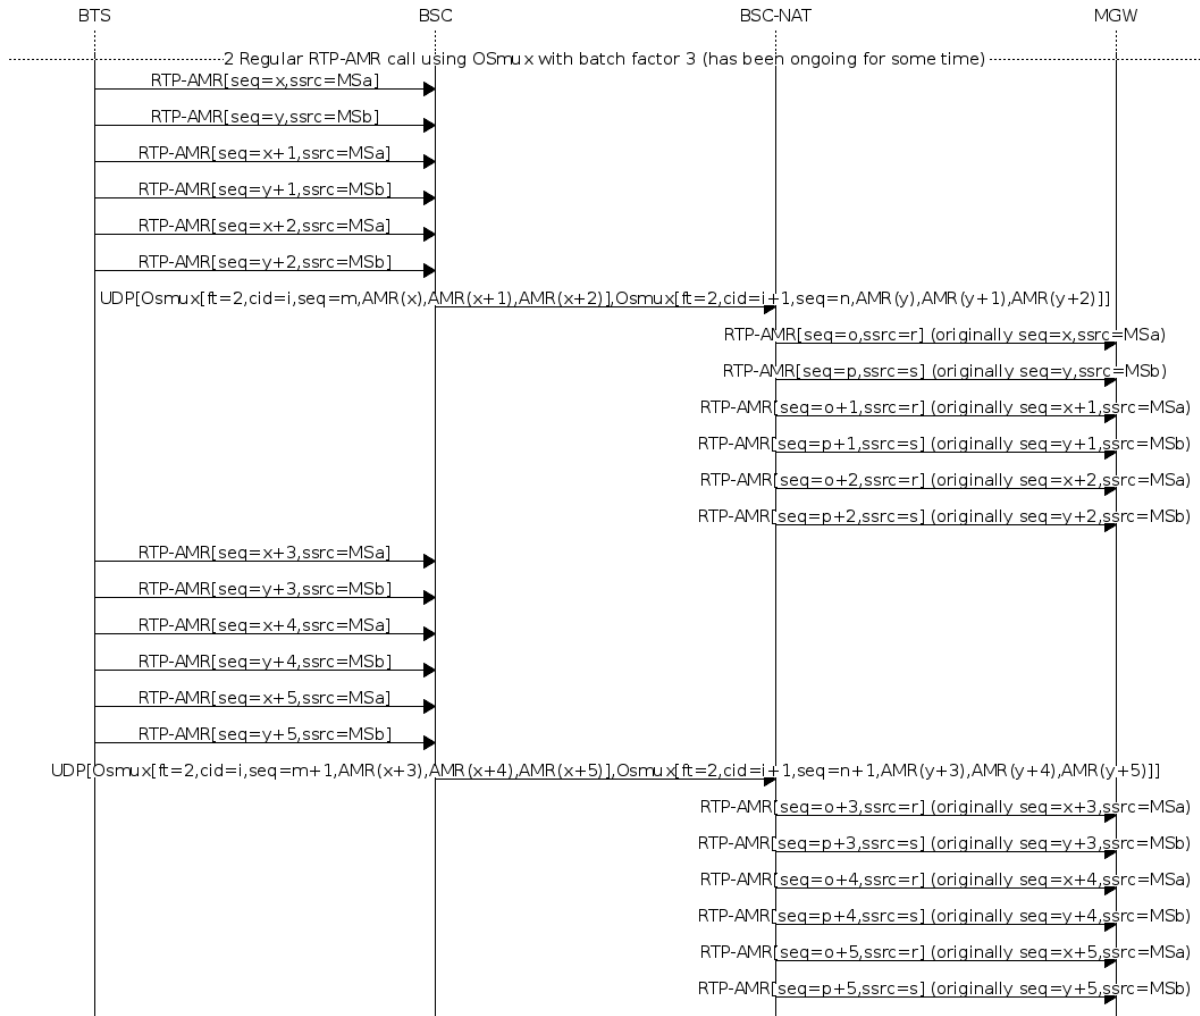 BTS BSC BSC-NAT MGW
2 Regular RTP-AMR call using OSmux with batch factor 3 (has been ongoing for some time)
RTP-AMR[seq=x,ssrc=MSa]
RTP-AMR[seq=y,ssrc=MSb]
RTP-AMR[seq=x+1,ssrc=MSa]
RTP-AMR[seq=y+1,ssrc=MSb]
RTP-AMR[seq=x+2,ssrc=MSa]
RTP-AMR[seq=y+2,ssrc=MSb]
UDP[Osmux[ft=2,cid=i,seq=m,AMR(x),AMR(x+1),AMR(x+2)],Osmux[ft=2,cid=i+1,seq=n,AMR(y),AMR(y+1),AMR(y+2)]]
RTP-AMR[seq=o,ssrc=r] (originally seq=x,ssrc=MSa)
RTP-AMR[seq=p,ssrc=s] (originally seq=y,ssrc=MSb)
RTP-AMR[seq=o+1,ssrc=r] (originally seq=x+1,ssrc=MSa)
RTP-AMR[seq=p+1,ssrc=s] (originally seq=y+1,ssrc=MSb)
RTP-AMR[seq=o+2,ssrc=r] (originally seq=x+2,ssrc=MSa)
RTP-AMR[seq=p+2,ssrc=s] (originally seq=y+2,ssrc=MSb)
RTP-AMR[seq=x+3,ssrc=MSa]
RTP-AMR[seq=y+3,ssrc=MSb]
RTP-AMR[seq=x+4,ssrc=MSa]
RTP-AMR[seq=y+4,ssrc=MSb]
RTP-AMR[seq=x+5,ssrc=MSa]
RTP-AMR[seq=y+5,ssrc=MSb]
UDP[Osmux[ft=2,cid=i,seq=m+1,AMR(x+3),AMR(x+4),AMR(x+5)],Osmux[ft=2,cid=i+1,seq=n+1,AMR(y+3),AMR(y+4),AMR(y+5)]]
RTP-AMR[seq=o+3,ssrc=r] (originally seq=x+3,ssrc=MSa)
RTP-AMR[seq=p+3,ssrc=s] (originally seq=y+3,ssrc=MSb)
RTP-AMR[seq=o+4,ssrc=r] (originally seq=x+4,ssrc=MSa)
RTP-AMR[seq=p+4,ssrc=s] (originally seq=y+4,ssrc=MSb)
RTP-AMR[seq=o+5,ssrc=r] (originally seq=x+5,ssrc=MSa)
RTP-AMR[seq=p+5,ssrc=s] (originally seq=y+5,ssrc=MSb)